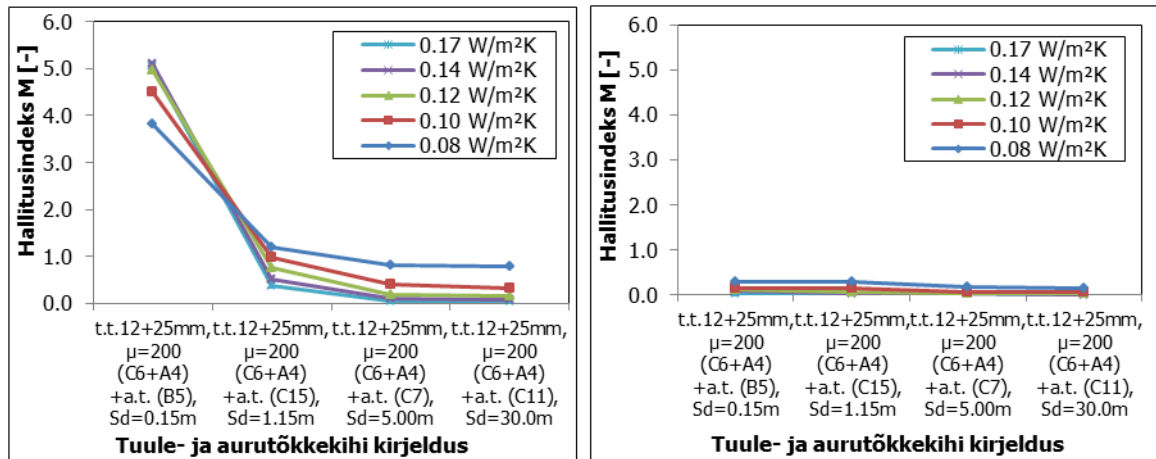 Hallitusindeks M [-]
6.0
5.0
4.0
3.0
2.0
1.0
0.0
0.17 W/m²K
0.14 W/m²K
0.12 W/m²K
0.10 W/m²K
0.08 W/m²K
t.t.12+25mm, t.t.12+25mm, t.t.12+25mm, t.t.12+25mm,
µ=200 µ=200 µ=200 µ=200
(C6+A4) (C6+A4) (C6+A4) (C6+A4)
+a.t. (B5), +a.t. (C15), +a.t. (C7), +a.t. (C11),
Sd=0.15m Sd=1.15m Sd=5.00m Sd=30.0m
Tuule- ja aurutõkkekihi kirjeldus
Hallitusindeks M [-]
6.0
5.0
4.0
3.0
2.0
1.0
0.0
0.17 W/m²K
0.14 W/m²K
0.12 W/m²K
0.10 W/m²K
0.08 W/m²K
t.t.12+25mm, t.t.12+25mm, t.t.12+25mm, t.t.12+25mm,
µ=200 µ=200 µ=200 µ=200
(C6+A4) (C6+A4) (C6+A4) (C6+A4)
+a.t. (B5), +a.t. (C15), +a.t. (C7), +a.t. (C11),
Sd=0.15m Sd=1.15m Sd=5.00m Sd=30.0m
Tuule- ja aurutõkkekihi kirjeldus